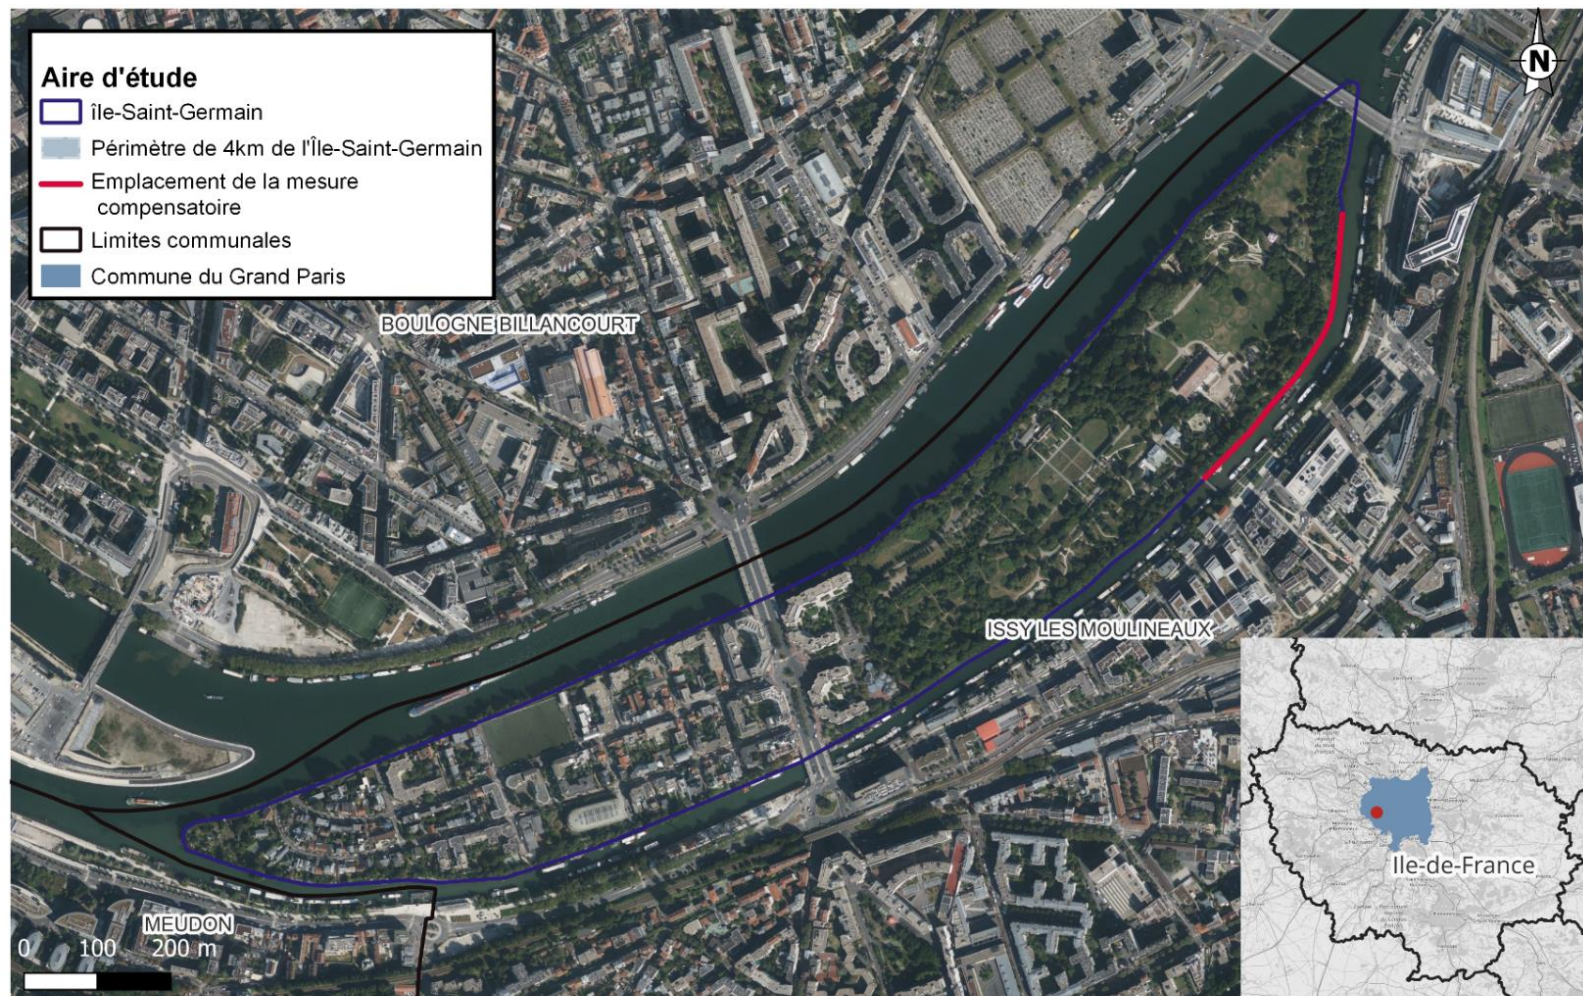 Aire d'étude
île-Saint-Germain
Périmètre de 4km de l'Île-Saint-Germain
Emplacement de la mesure
compensatoire
Limites communales
Commune du Grand Paris
N
BOULOGNE BILLANCOURT
ISSY LES MOULINEAUX
MEUDON
0 100 200 m
Ile-de-France